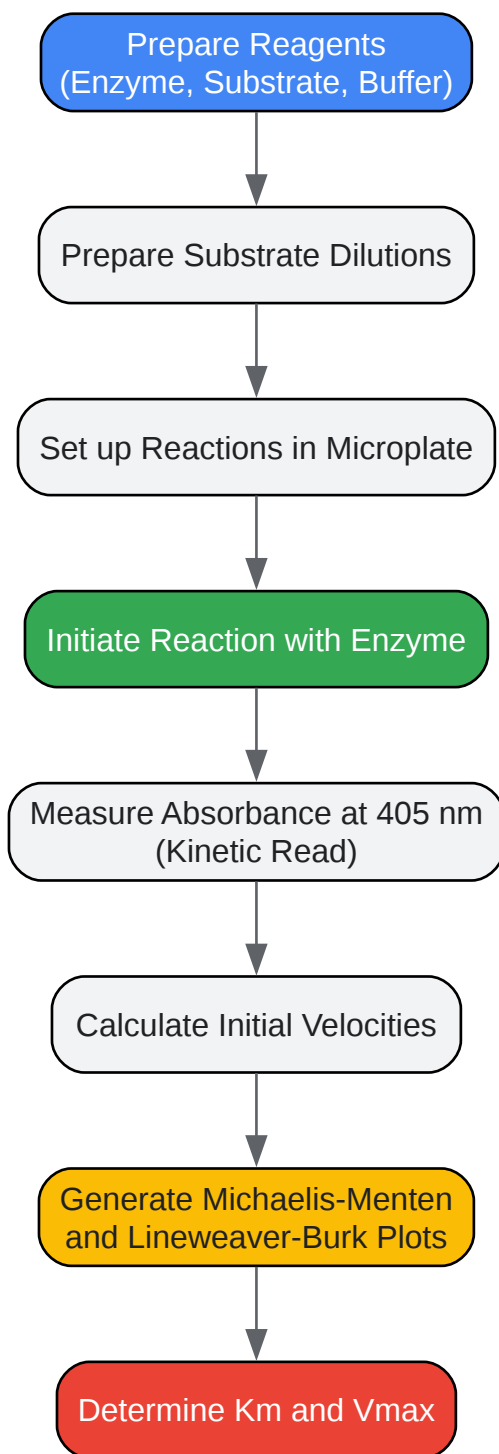 Prepare Reagents
(Enzyme, Substrate, Buffer)
Prepare Substrate Dilutions
Set up Reactions in Microplate
Initiate Reaction with Enzyme
Measure Absorbance at 405 nm
(Kinetic Read)
Calculate Initial Velocities
Generate Michaelis-Menten
and Lineweaver-Burk Plots
Determine Km and Vmax